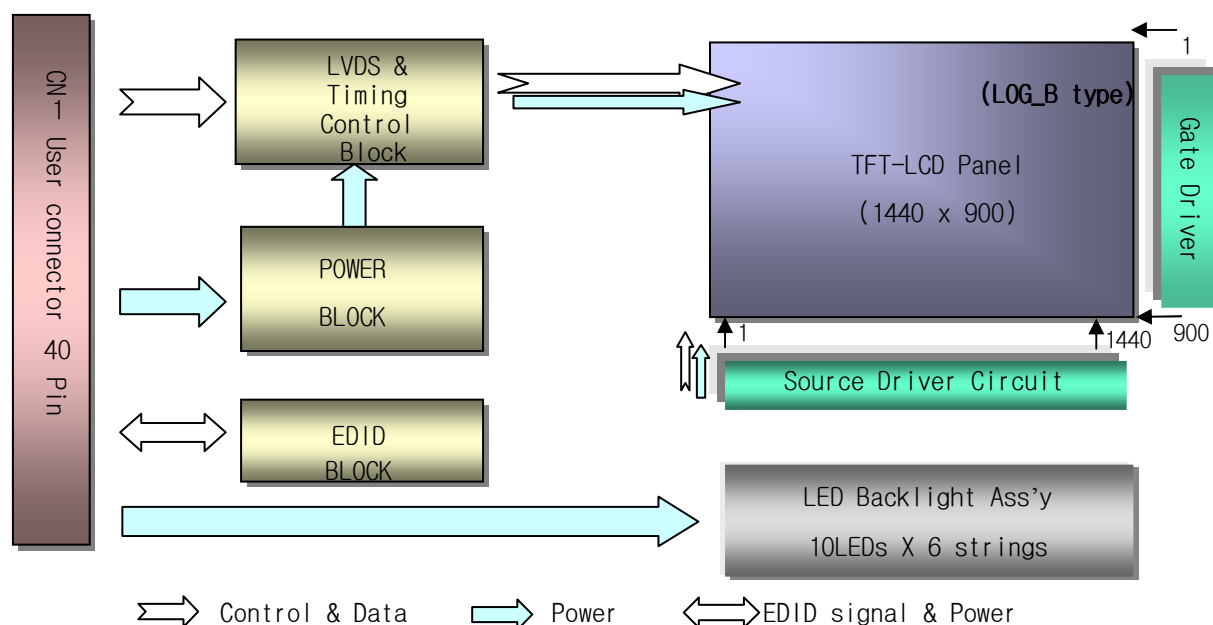 CN-1 User connector 40 Pin
LVDS &
Timing
Control
Block
POWER
BLOCK
EDID
BLOCK
(LOG_B type)
TFT-LCD Panel
(1440 x 900)
1
Gate Driver
900
1
1440
Source Driver Circuit
LED Backlight Ass’y
10LEDs X 6 strings
Control & Data
Power
EDID signal & Power